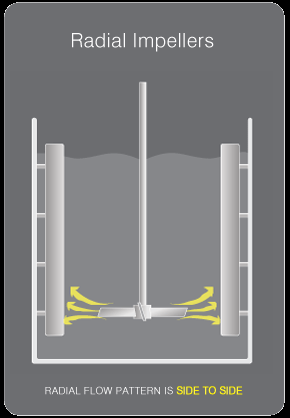 Radial Impellers
RADIAL FLOW PATTERN IS SIDE TO SIDE